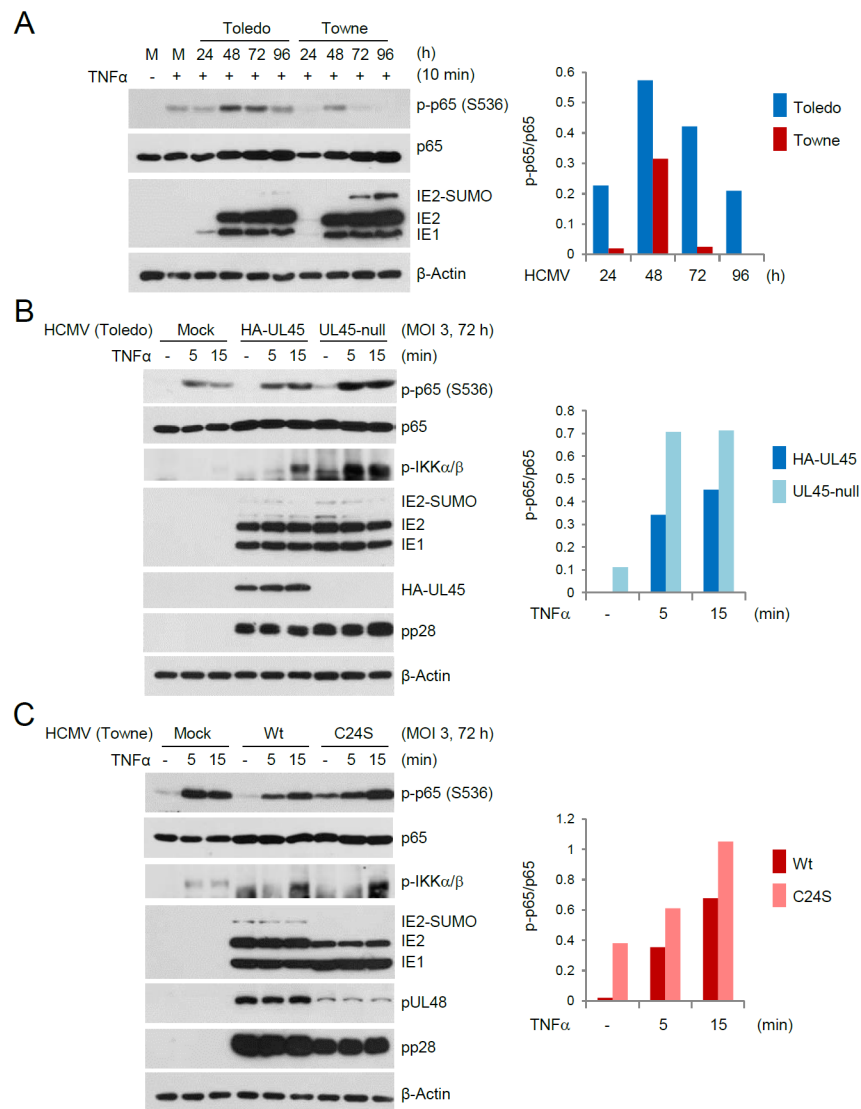 A
Toledo Towne
M M 24 48 72 96 24 48 72 96 (h)
TNFα - + + + + + + + + + (10 min)
p-p65 (S536)
p65
IE2-SUMO
IE2
IE1
β-Actin
p-p65/p65
0.6
0.5
0.4
0.3
0.2
0.1
0
HCMV 24 48 72 96 (h)
Toledo
Towne
B
HCMV (Toledo) Mock HA-UL45 UL45-null (MOI 3, 72 h)
TNFα - 5 15 - 5 15 - 5 15 (min)
p-p65 (S536)
p65
p-IKKα/β
IE2-SUMO
IE2
IE1
HA-UL45
pp28
β-Actin
p-p65/p65
0.8
0.7
0.6
0.5
0.4
0.3
0.2
0.1
0
TNFα - 5 15 (min)
HA-UL45
UL45-null
C
HCMV (Towne) Mock Wt C24S (MOI 3, 72 h)
TNFα - 5 15 - 5 15 - 5 15 (min)
p-p65 (S536)
p65
p-IKKα/β
IE2-SUMO
IE2
IE1
pUL48
pp28
β-Actin
p-p65/p65
1.2
1
0.8
0.6
0.4
0.2
0
TNFα - 5 15 (min)
Wt
C24S